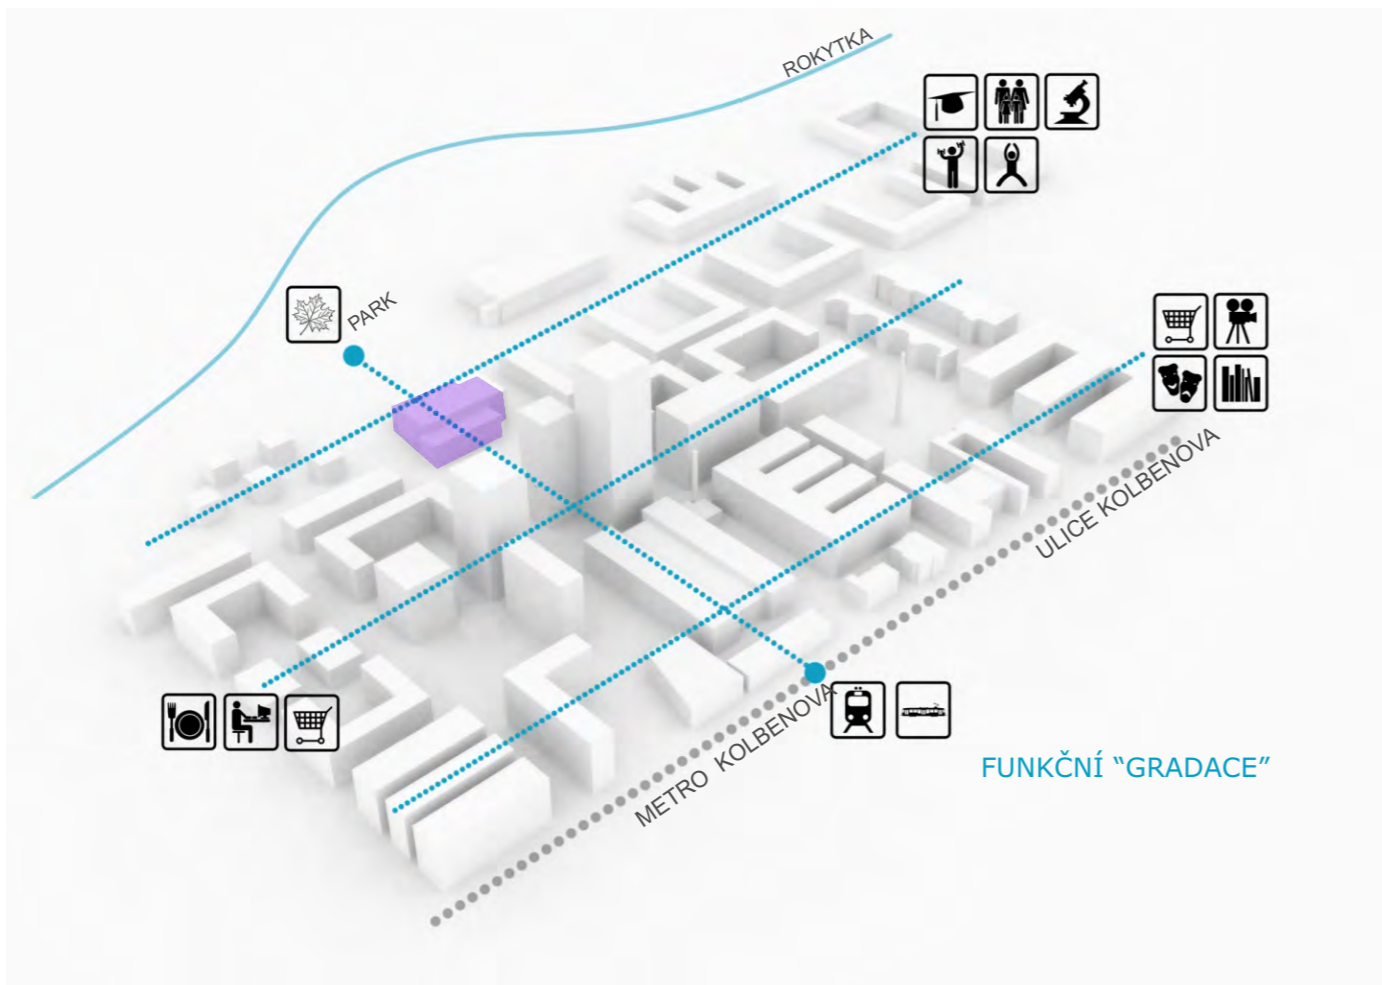 ROKYTKA
PARK
ULICE KOLBENOVA
METRO KOLBENOVA
FUNKČNÍ “GRADACE”